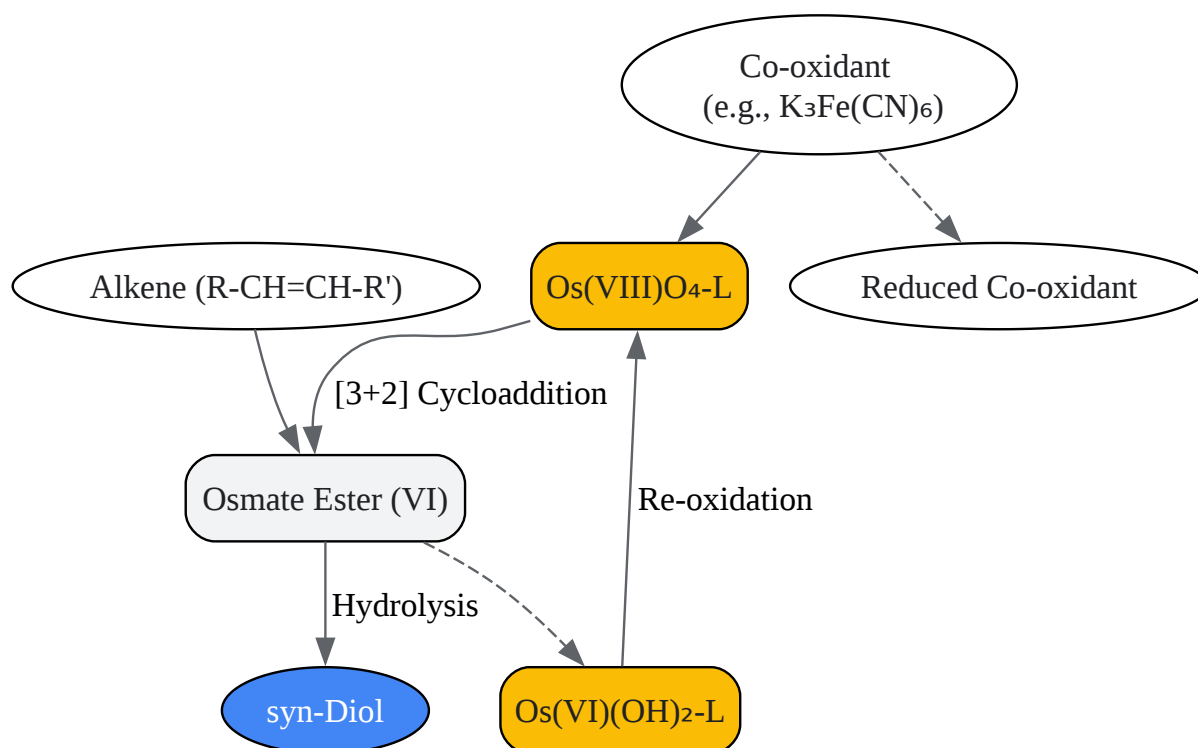 Co-oxidant
(e.g., K₃Fe(CN)₆)
Alkene (R-CH=CH-R')
Os(VIII)O₄-L
Reduced Co-oxidant
[3+2] Cycloaddition
Osmate Ester (VI)
Re-oxidation
Hydrolysis
syn-Diol
Os(VI)(OH)₂-L